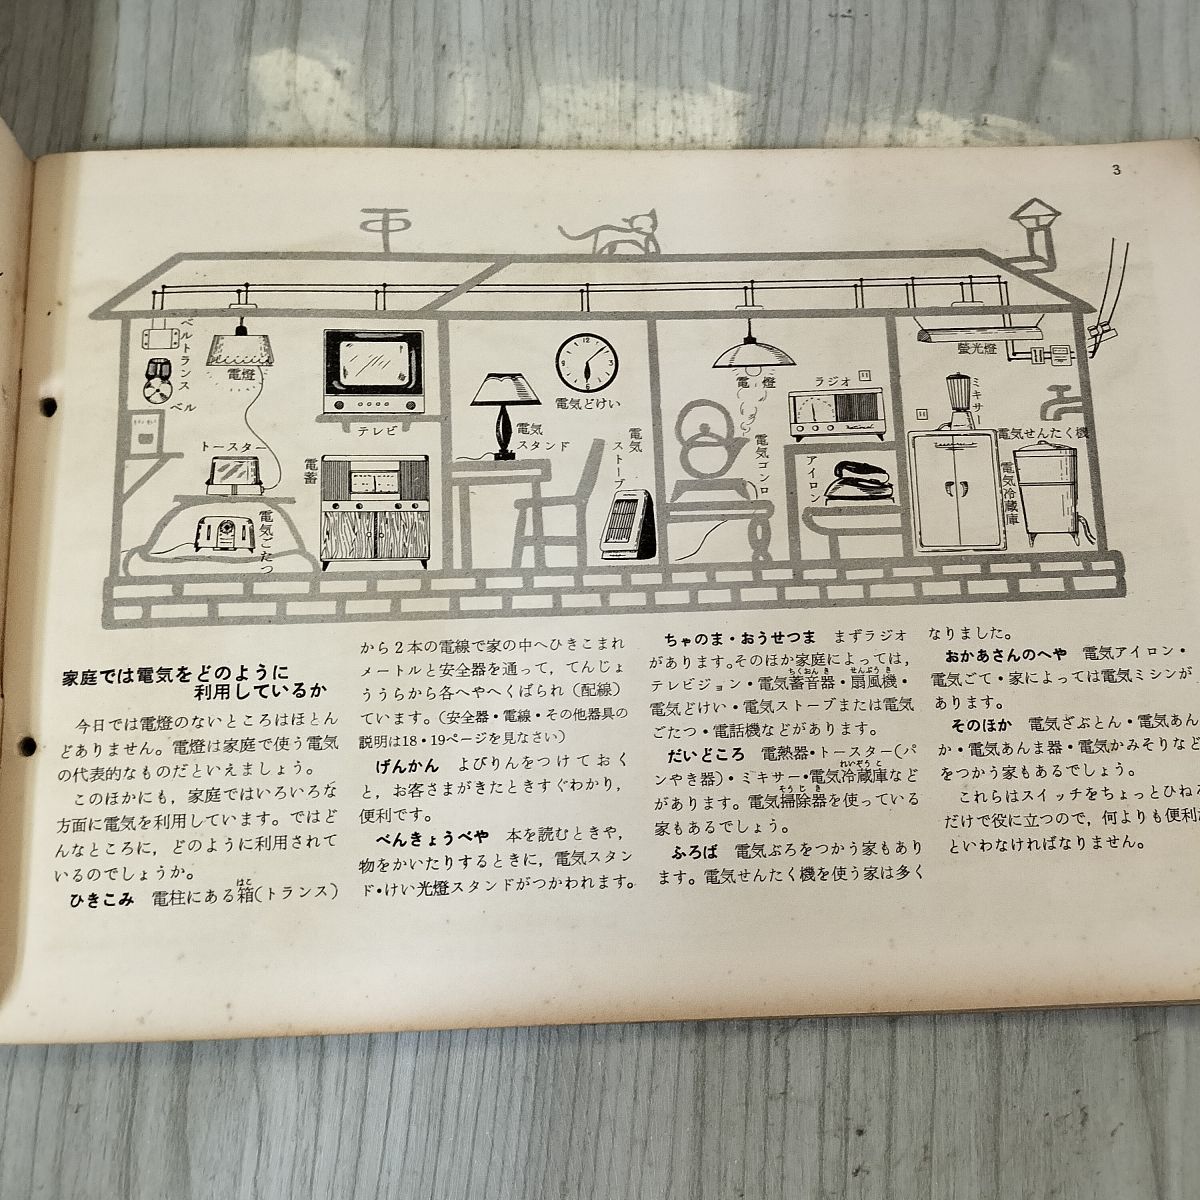 3
ベルトランス
ベル
電燈
トースター
電気ごたつ
テレビ
電蓄
電気どけい
電気
スタンド
電気
ストーブ
電燈
ラジオ
電気コンロ
アイロン
螢光燈
ミキサー
電気せんたく機
電気冷蔵庫
家庭では電気をどのように
利用しているか
今日では電燈のないところはほとん
どありません。電燈は家庭で使う電気
の代表的なものだといえましょう。
このほかにも，家庭ではいろいろな
方面に電気を利用しています。ではど
んなところに，どのように利用されて
いるのでしょうか。
ひきこみ　電柱にある箱(トランス)
はこ
から2本の電線で家の中へひきこまれ
メートルと安全器を通って，てんじょ
ううらから各へやへくばられ（配線）
ています。(安全器・電線・その他器具の
説明は18・19ページを見なさい)
げんかん　よびりんをつけておく
と，お客さまがきたときすぐわかり，
便利です。
べんきょうべや　本を読むときや，
物をかいたりするときに，電気スタン
ド・けい光燈スタンドがつかわれます。
ちゃのま・おうせつま　まずラジオ
があります。そのほか家庭によっては，
ちくおんき　せんぷうき
テレビジョン・電気蓄音器・扇風機・
電気どけい・電気ストーブまたは電気
ごたつ・電話機などがあります。
だいどころ　電熱器・トースター(パ
れいぞうこ
ンやき器)・ミキサー・電気冷蔵庫など
そうじき
があります。電気掃除器を使っている
家もあるでしょう。
ふろば　電気ぶろをつかう家もあり
ます。電気せんたく機を使う家は多く
なりました。
おかあさんのへや　電気アイロン・
電気ごて・家によっては電気ミシンが
あります。
そのほか　電気ざぶとん・電気あん
か・電気あんま器・電気かみそりなど
をつかう家もあるでしょう。
これらはスイッチをちょっとひねる
だけで役に立つので，何よりも便利だ
といわなければなりません。